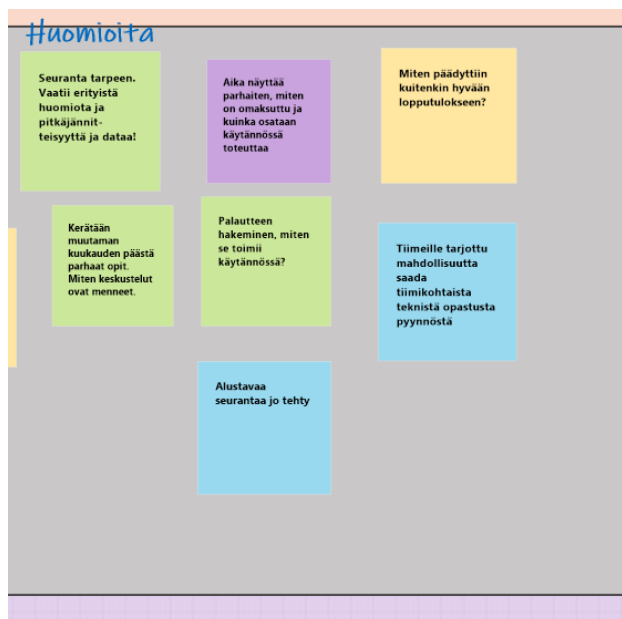 Huomioita
Seuranta tarpeen.
Vaatii erityistä
huomiota ja
pitkäjännit-
teisyyttä ja dataa!
Aika näyttää
parhaiten, miten
on omaksuttu ja
kuinka osataan
käytännössä
toteuttaa
Miten päädyttiin
kuitenkin hyvään
lopputulokseen?
Kerätään
muutaman
kuukauden päästä
parhaat opit.
Miten keskustelut
ovat menneet.
Palautteen
hakeminen, miten
se toimii
käytännössä?
Tiimeille tarjottu
mahdollisuutta
saada
tiimikohtaista
teknistä opastusta
pyynnöstä
Alustavaa
seurantaa jo tehty